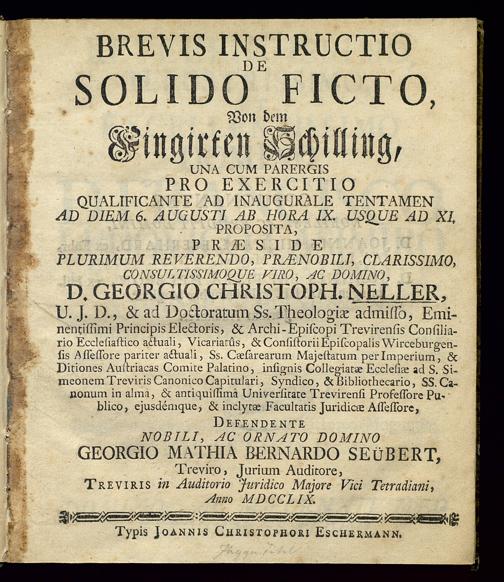 BREVIS INSTRUCTIO
DE
SOLIDO FICTO,
Von dem
Fingirten Schilling,
UNA CUM PARERGIS
PRO EXERCITIO
QUALIFICANTE AD INAUGURALE TENTAMEN
AD DIEM 6. AUGUSTI AB HORA IX. USQUE AD XI.
PROPOSITA,
PRÆSIDE
PLURIMUM REVERENDO, PRÆNOBILI, CLARISSIMO,
CONSULTISSIMOQUE VIRO, AC DOMINO,
D. GEORGIO CHRISTOPH. NELLER,
U. J. D., & ad Doctoratum Ss. Theologiæ admiſſo, Emi-
nentiſſimi Principis Electoris, & Archi-Epiſcopi Trevirenſis Conſilia-
rio Eccleſiaſtico actuali, Vicariatûs, & Conſiſtorii Epiſcopalis Wirceburgen-
sis Aſſeſſore pariter actuali, Ss. Cæſarearum Majeſtatum per Imperium, &
Ditiones Auſtriacas Comite Palatino, inſignis Collegiatæ Eccleſiæ ad S. Si-
meonem Treviris Canonico Capitulari, Syndico, & Bibliothecario, SS. Ca-
nonum in alma, & antiquiſſima Univerſitate Trevirenſi Profeſſore Pu-
blico, ejusdémque, & inclytæ Facultatis Juridicæ Aſſeſſore,
DEFENDENTE
NOBILI, AC ORNATO DOMINO
GEORGIO MATHIA BERNARDO SEÜBERT,
Treviro, Jurium Auditore,
TREVIRIS in Auditorio Juridico Majore Vici Tetradiani,
Anno MDCCLIX.
Typis JOANNIS CHRISTOPHORI ESCHERMANN.